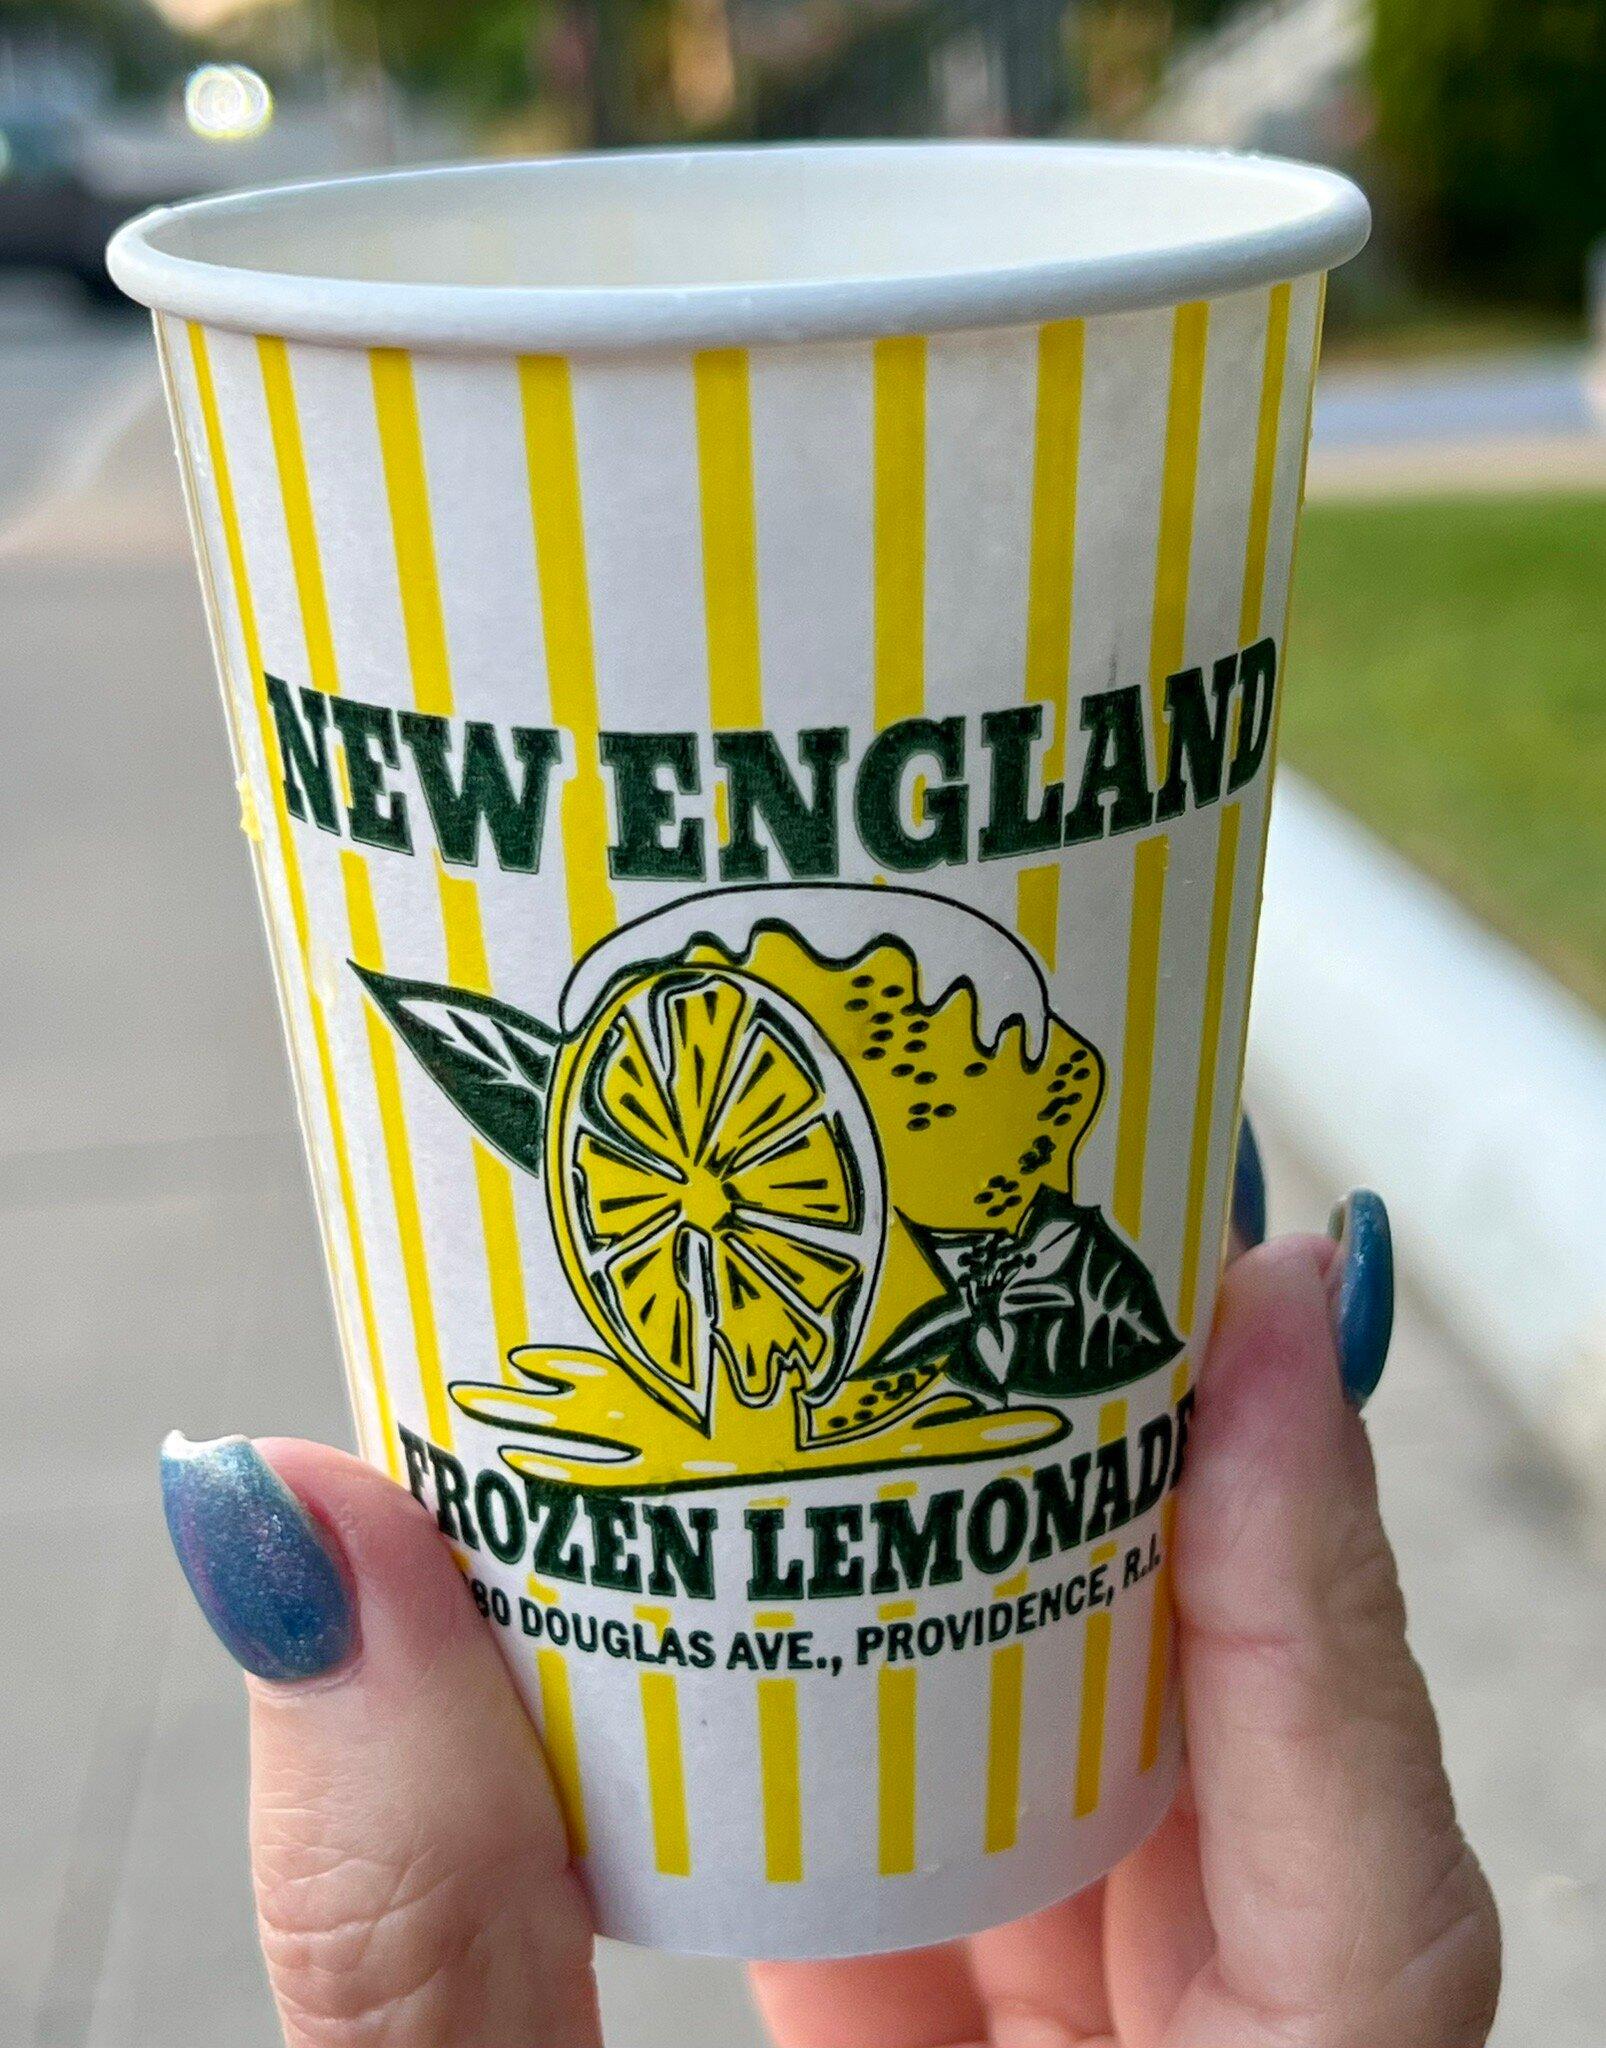 NEW ENGLAND
FROZEN LEMONADE
DOUGLAS AVE., PROVIDENCE, R.I.